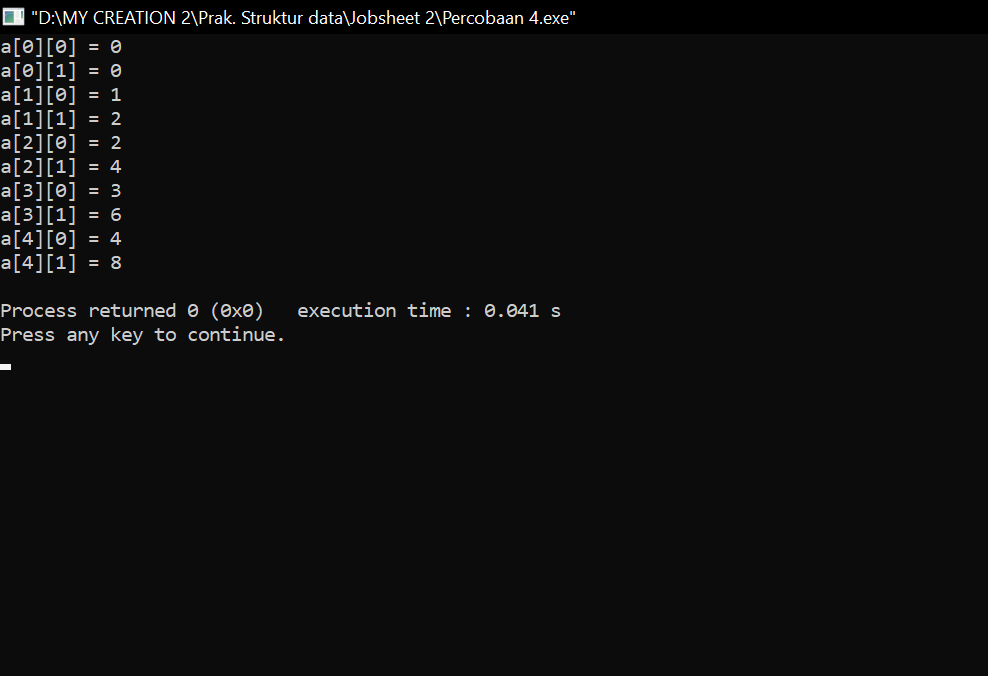 "D:\MY CREATION 2\Prak. Struktur data\Jobsheet 2\Percobaan 4.exe"
a[0][0] = 0
a[0][1] = 0
a[1][0] = 1
a[1][1] = 2
a[2][0] = 2
a[2][1] = 4
a[3][0] = 3
a[3][1] = 6
a[4][0] = 4
a[4][1] = 8
Process returned 0 (0x0)   execution time : 0.041 s
Press any key to continue.